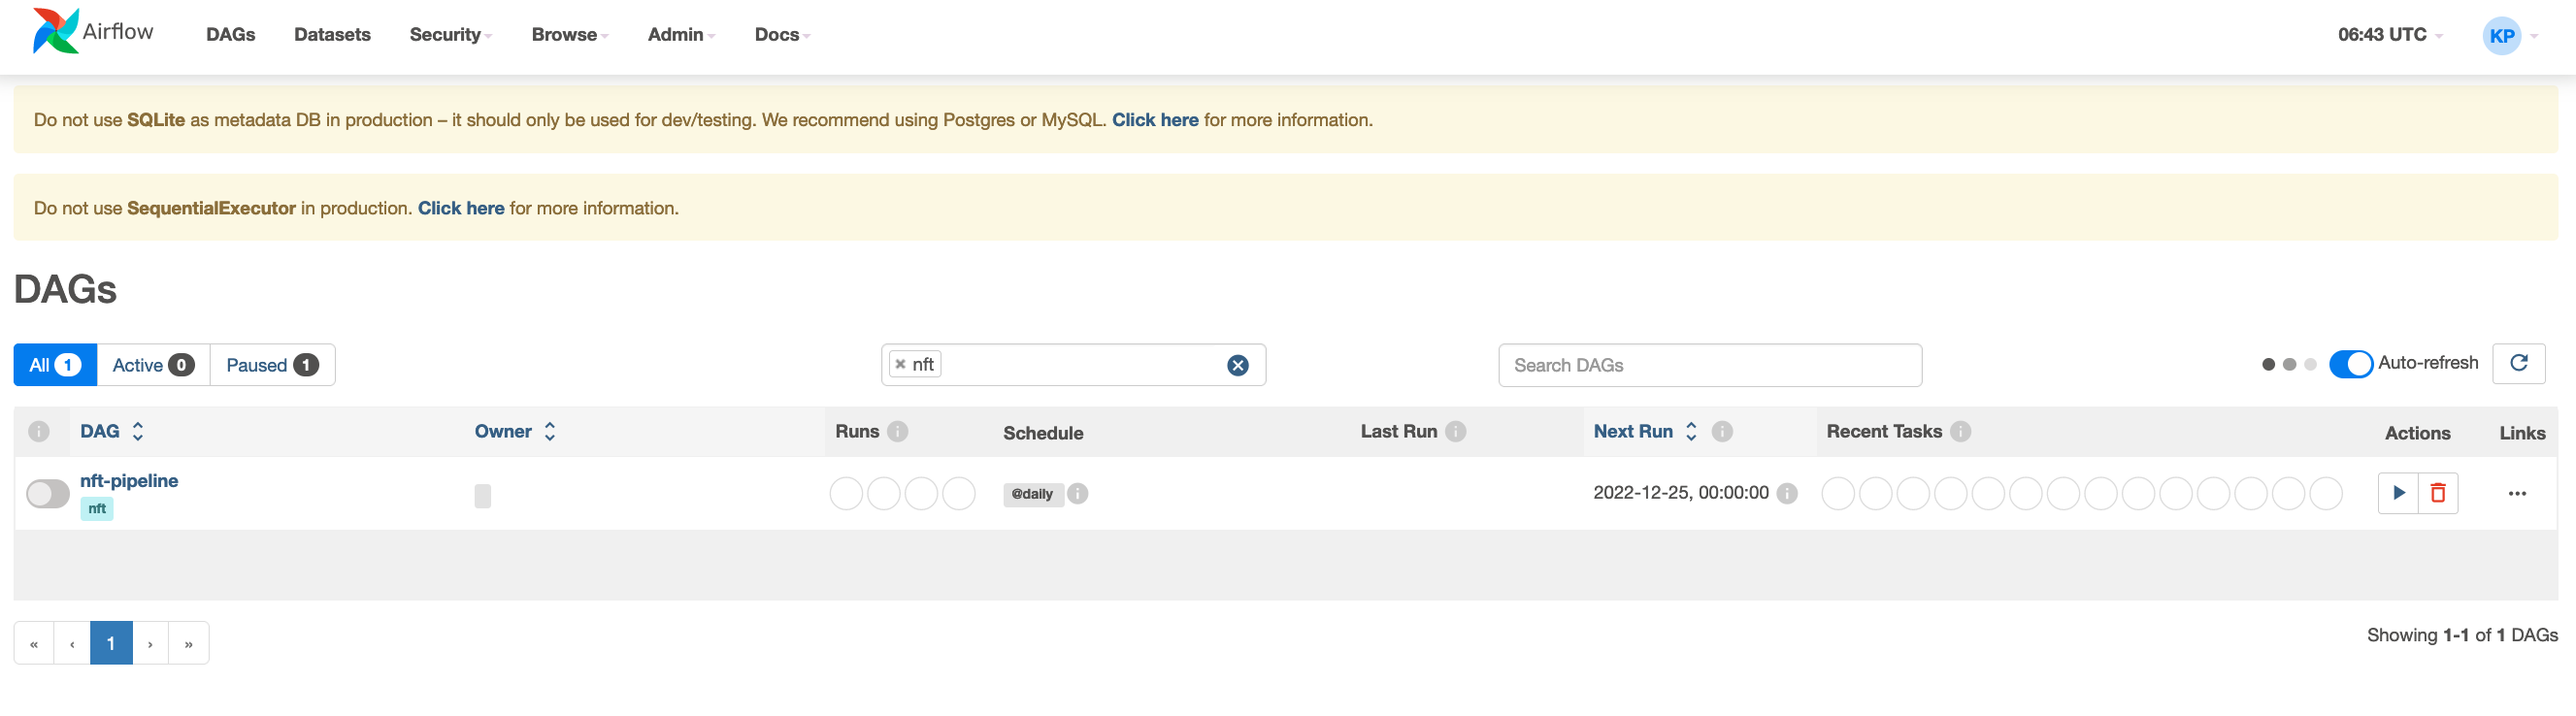 Airflow DAGs Datasets Security Browse Admin Docs 06:43 UTC KP
Do not use SQLite as metadata DB in production – it should only be used for dev/testing. We recommend using Postgres or MySQL. Click here for more information.
Do not use SequentialExecutor in production. Click here for more information.
DAGs
All 1 Active 0 Paused 1 × nft Search DAGs Auto-refresh
i DAG Owner Runs i Schedule Last Run i Next Run i Recent Tasks i Actions Links
nft-pipeline @daily i 2022-12-25, 00:00:00 i ...
nft
« ‹ 1 › » Showing 1-1 of 1 DAGs